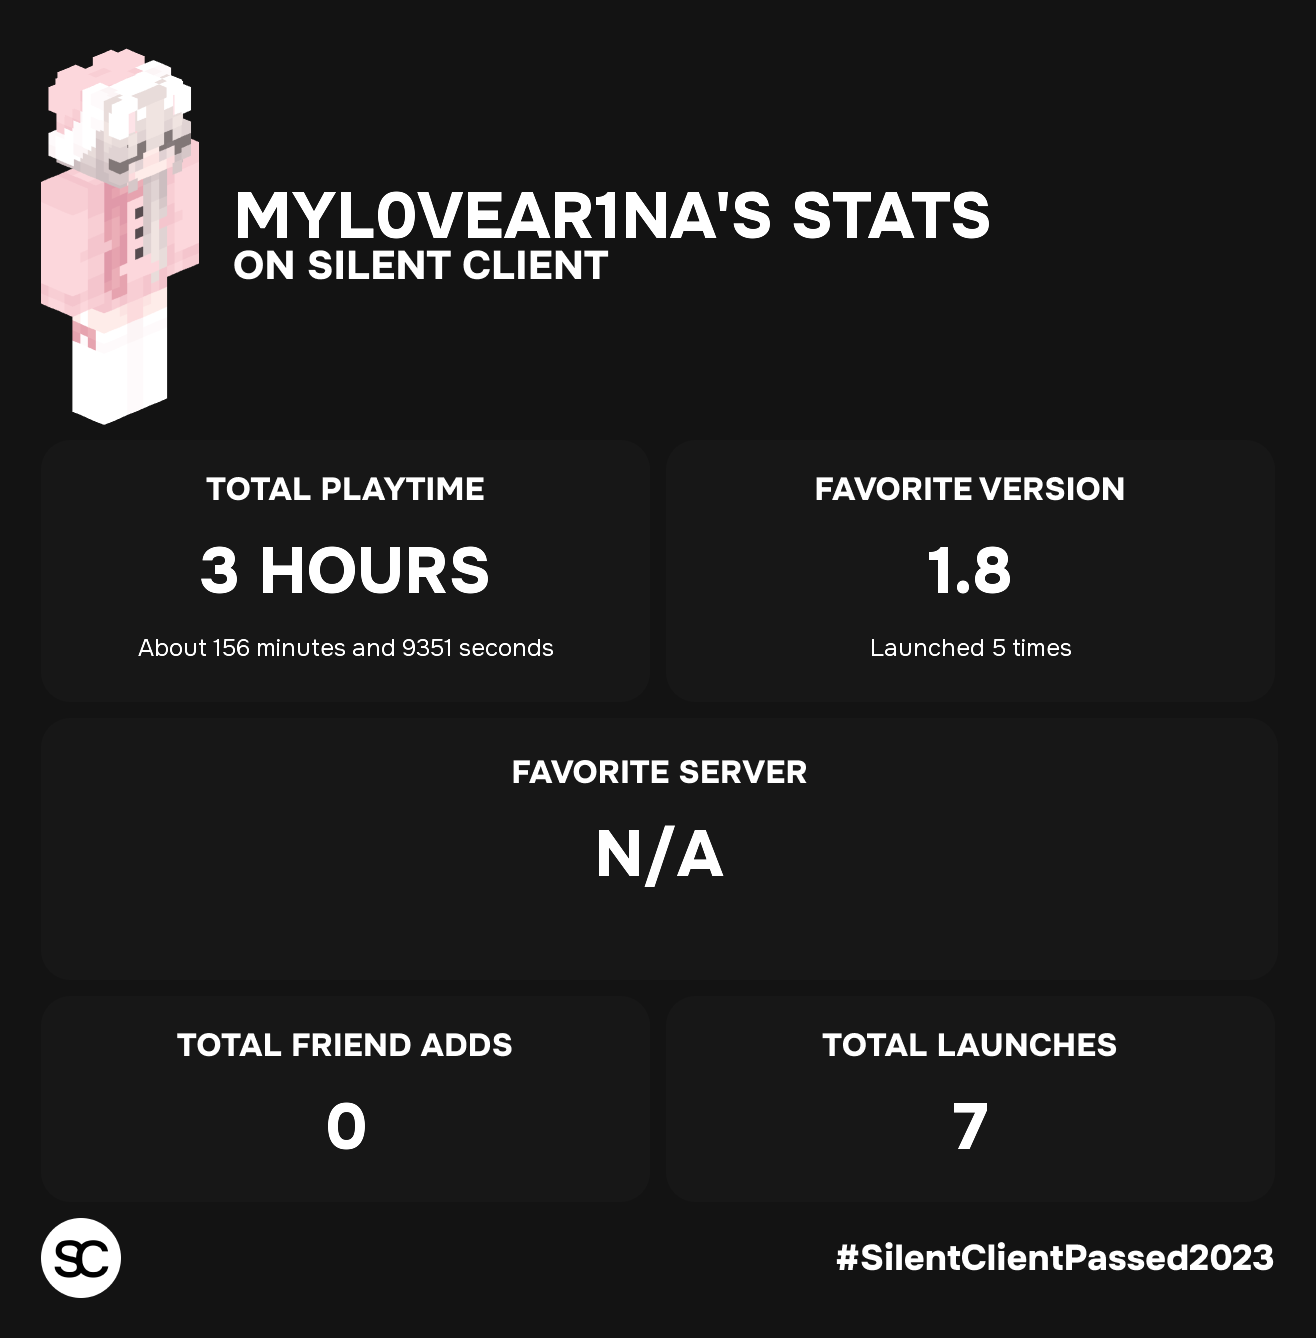 MYL0VEAR1NA'S STATS
ON SILENT CLIENT
TOTAL PLAYTIME
3 HOURS
About 156 minutes and 9351 seconds
FAVORITE VERSION
1.8
Launched 5 times
FAVORITE SERVER
N/A
TOTAL FRIEND ADDS
0
TOTAL LAUNCHES
7
SC
#SilentClientPassed2023